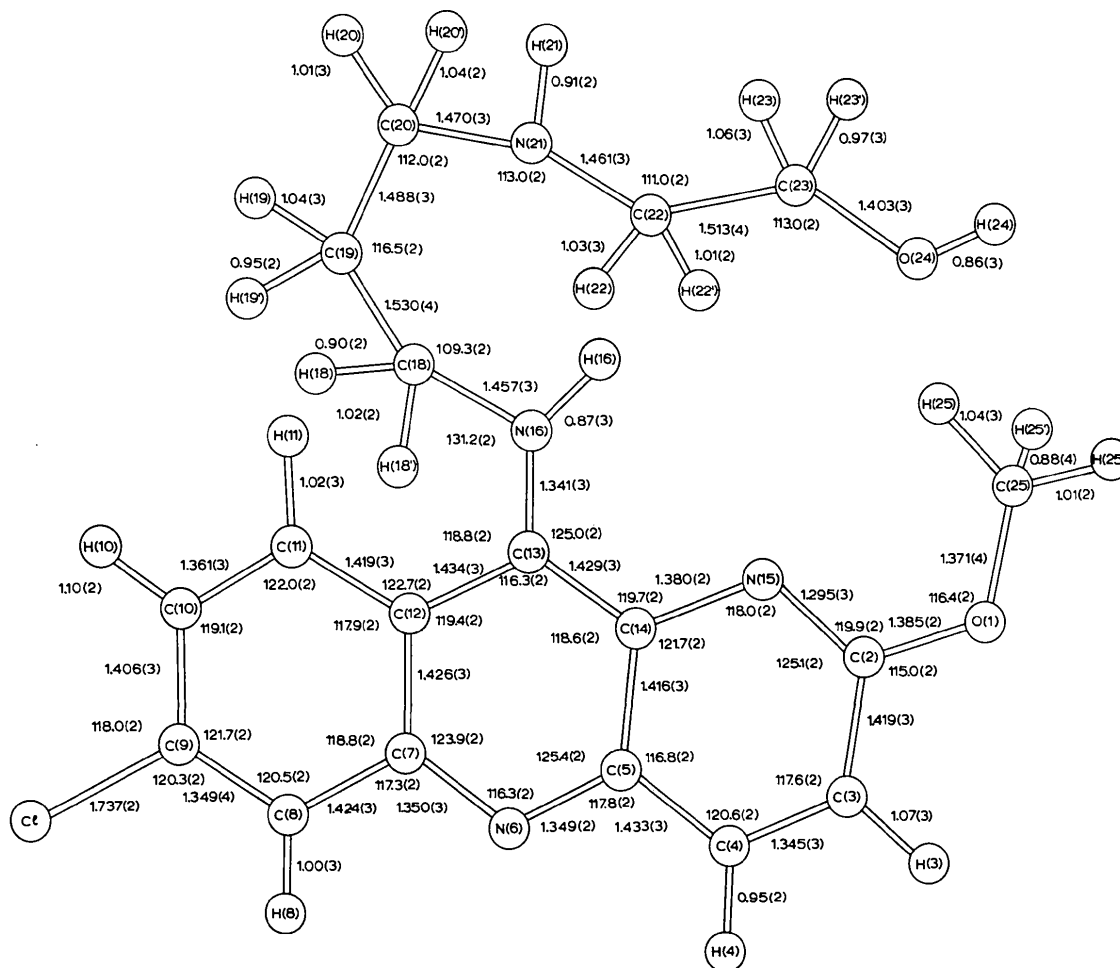 H(20)
H(20')
H(21)
1.01(3)
1.04(2)
0.91(2)
H(23)
H(23')
C(20)
1.470(3)
1.06(3)
0.97(3)
N(21)
112.0(2)
1.461(3)
113.0(2)
111.0(2)
C(23)
H(19)
1.04(3)
1.488(3)
C(22)
1.403(3)
1.513(4)
113.0(2)
H(24)
C(19)
116.5(2)
1.03(3)
1.01(2)
O(24)
0.86(3)
0.95(2)
H(19')
H(22)
H(22')
1.530(4)
0.90(2)
109.3(2)
H(16)
H(18)
C(18)
1.457(3)
1.02(2)
N(16)
0.87(3)
H(25)
1.04(3)
H(25')
H(11)
131.2(2)
0.88(4)
H(25
H(18')
C(25)
1.01(2)
1.02(3)
1.341(3)
H(10)
118.8(2)
125.0(2)
C(11)
C(13)
1.371(4)
1.361(3)
1.419(3)
1.434(3)
1.429(3)
1.380(2)
N(15)
1.10(2)
122.0(2)
116.3(2)
1.295(3)
C(10)
122.7(2)
119.7(2)
118.0(2)
116.4(2)
C(12)
O(1)
119.1(2)
117.9(2)
119.4(2)
C(14)
119.9(2)
1.385(2)
118.6(2)
121.7(2)
C(2)
125.1(2)
115.0(2)
1.406(3)
1.426(3)
1.416(3)
1.419(3)
118.0(2)
C(9)
121.7(2)
118.8(2)
123.9(2)
C(7)
125.4(2)
116.8(2)
C(5)
120.3(2)
120.5(2)
117.3(2)
116.3(2)
117.8(2)
117.6(2)
1.737(2)
1.349(4)
C(8)
1.424(3)
1.350(3)
C(3)
Cl
N(6)
1.349(2)
1.433(3)
120.6(2)
1.07(3)
C(4)
1.345(3)
1.00(3)
H(3)
0.95(2)
H(8)
H(4)